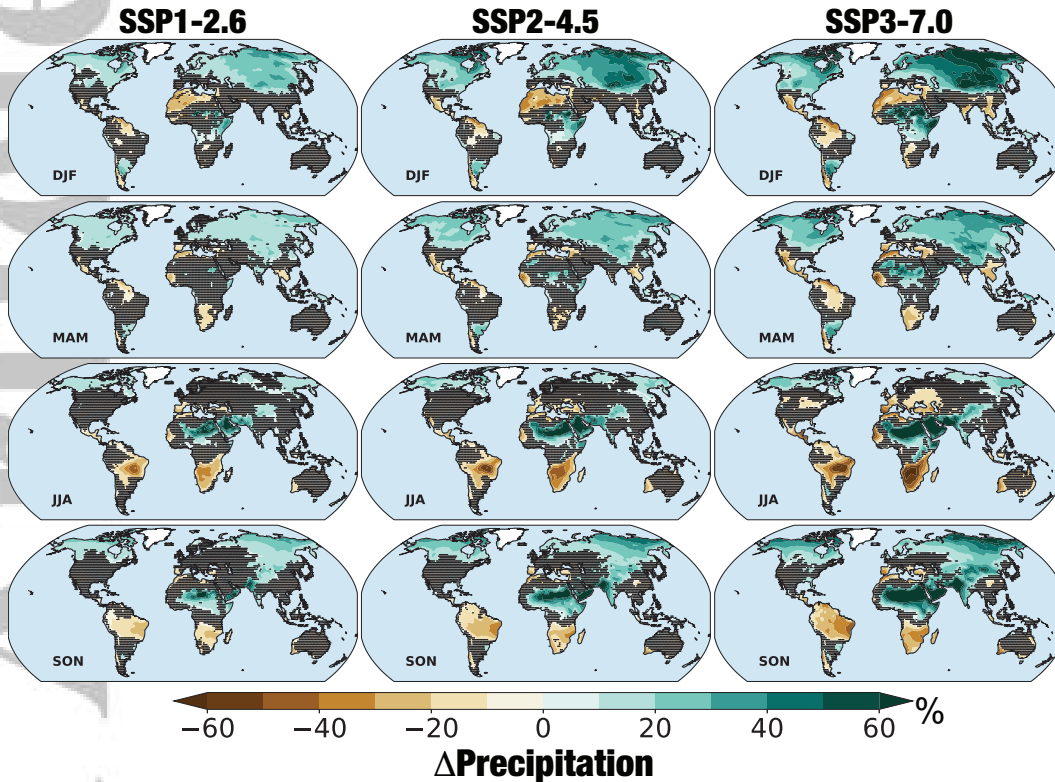 SSP1-2.6 SSP2-4.5 SSP3-7.0
DJF DJF DJF
MAM MAM MAM
JJA JJA JJA
SON SON SON
−60 −40 −20 0 20 40 60 %
ΔPrecipitation